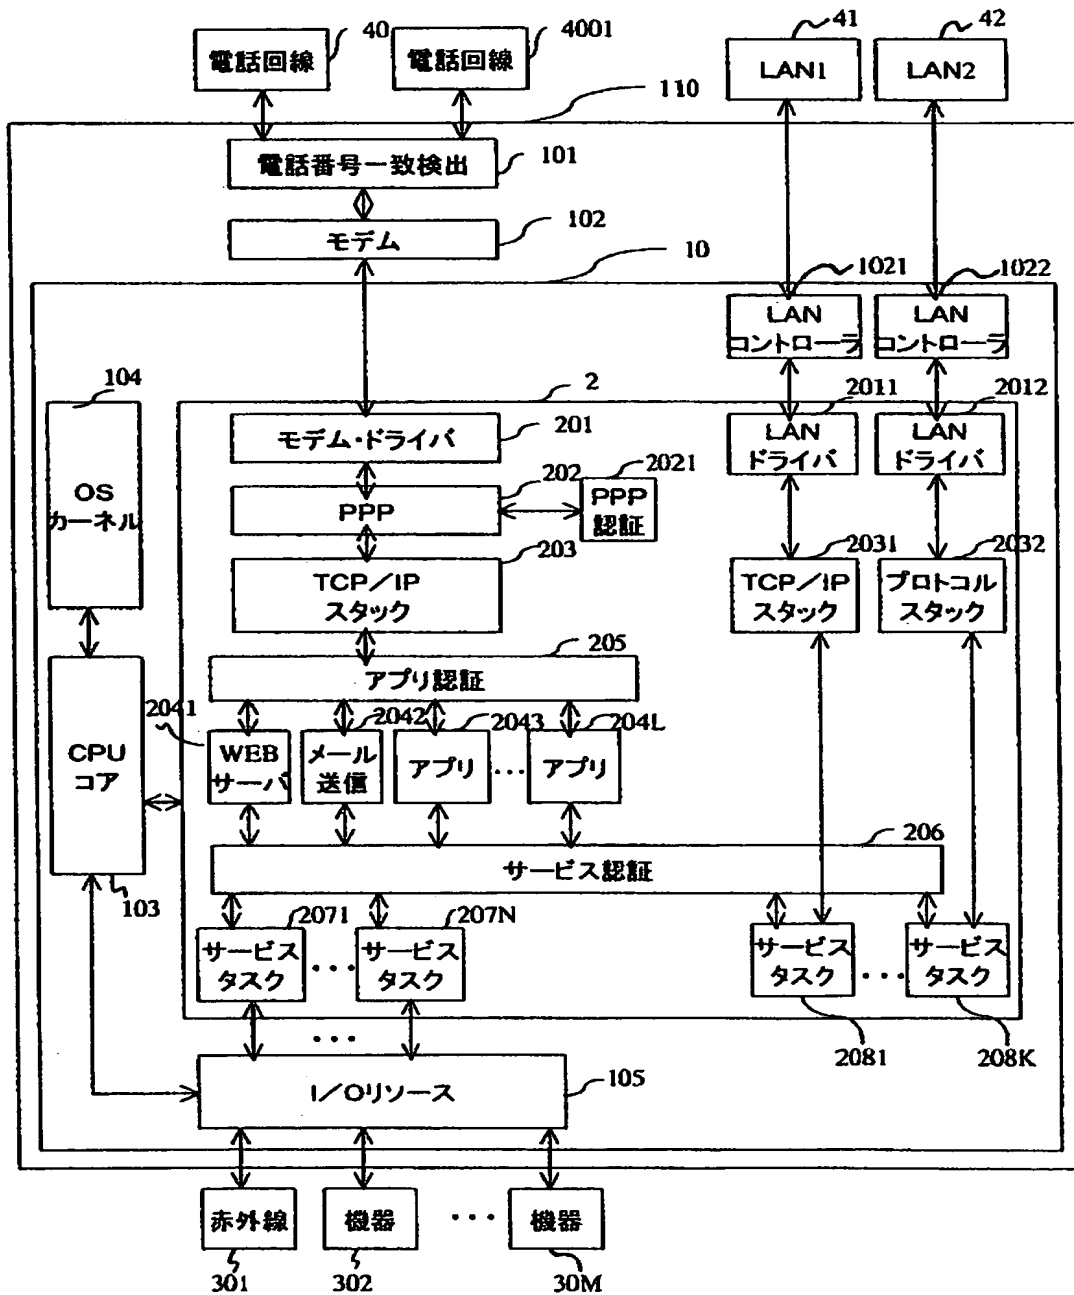 40
4001
41
42
電話回線
電話回線
LAN1
LAN2
110
電話番号一致検出
101
モデム
102
10
1021
1022
LAN
コントローラ
LAN
コントローラ
104
2
2011
2012
モデム・ドライバ
201
LAN
ドライバ
LAN
ドライバ
OS
カーネル
PPP
202
2021
PPP
認証
203
2031
2032
TCP/IP
スタック
TCP/IP
スタック
プロトコル
スタック
205
アプリ認証
2041
2042
2043
204L
CPU
コア
WEB
サーバ
メール
送信
アプリ
...
アプリ
206
サービス認証
103
2071
207N
サービス
タスク
...
サービス
タスク
サービス
タスク
...
サービス
タスク
...
2081
208K
I/Oリソース
105
赤外線
機器
...
機器
301
302
30M